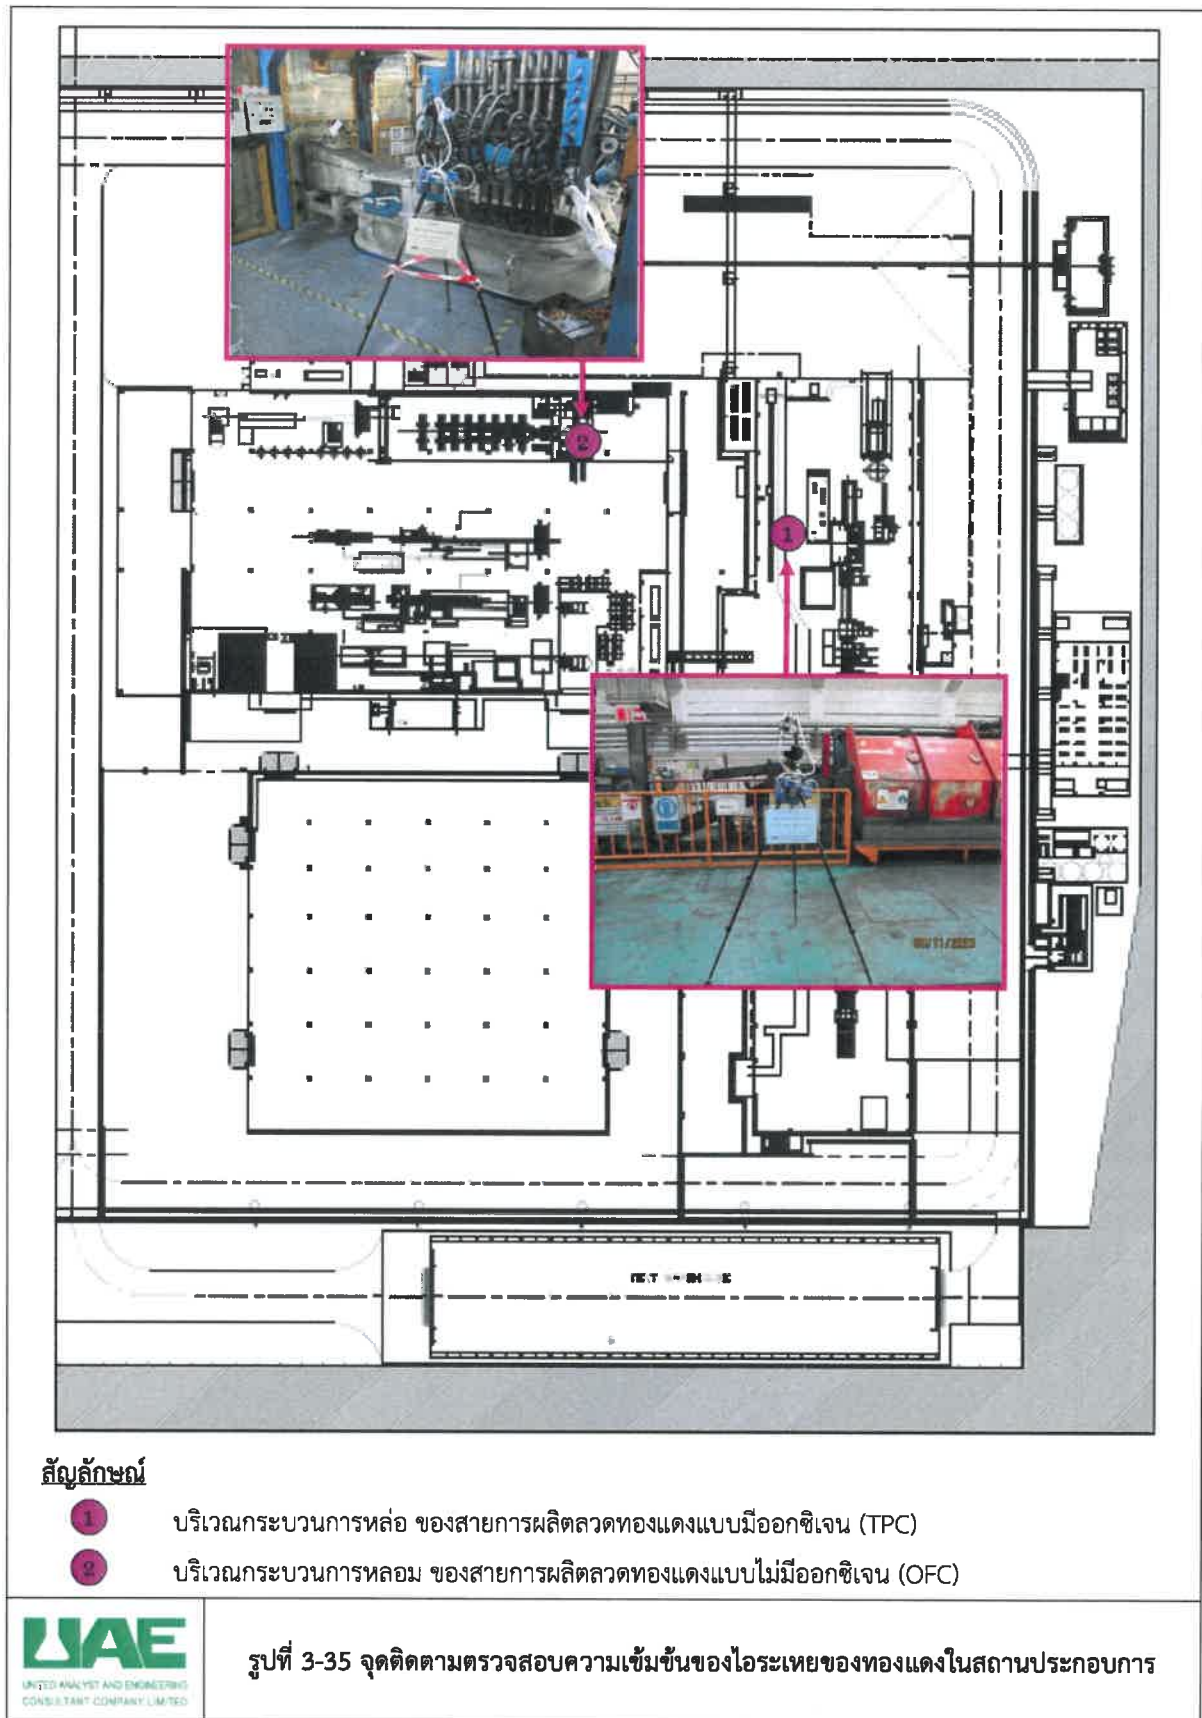 2
1
สัญลักษณ์
1 บริเวณกระบวนการหล่อ ของสายการผลิตลวดทองแดงแบบมีออกซิเจน (TPC)
2 บริเวณกระบวนการหลอม ของสายการผลิตลวดทองแดงแบบไม่มีออกซิเจน (OFC)
UAE
UNITED ANALYST AND ENGINEERING
CONSULTANT COMPANY LIMITED
รูปที่ 3-35 จุดติดตามตรวจสอบความเข้มข้นของไอระเหยของทองแดงในสถานประกอบการ